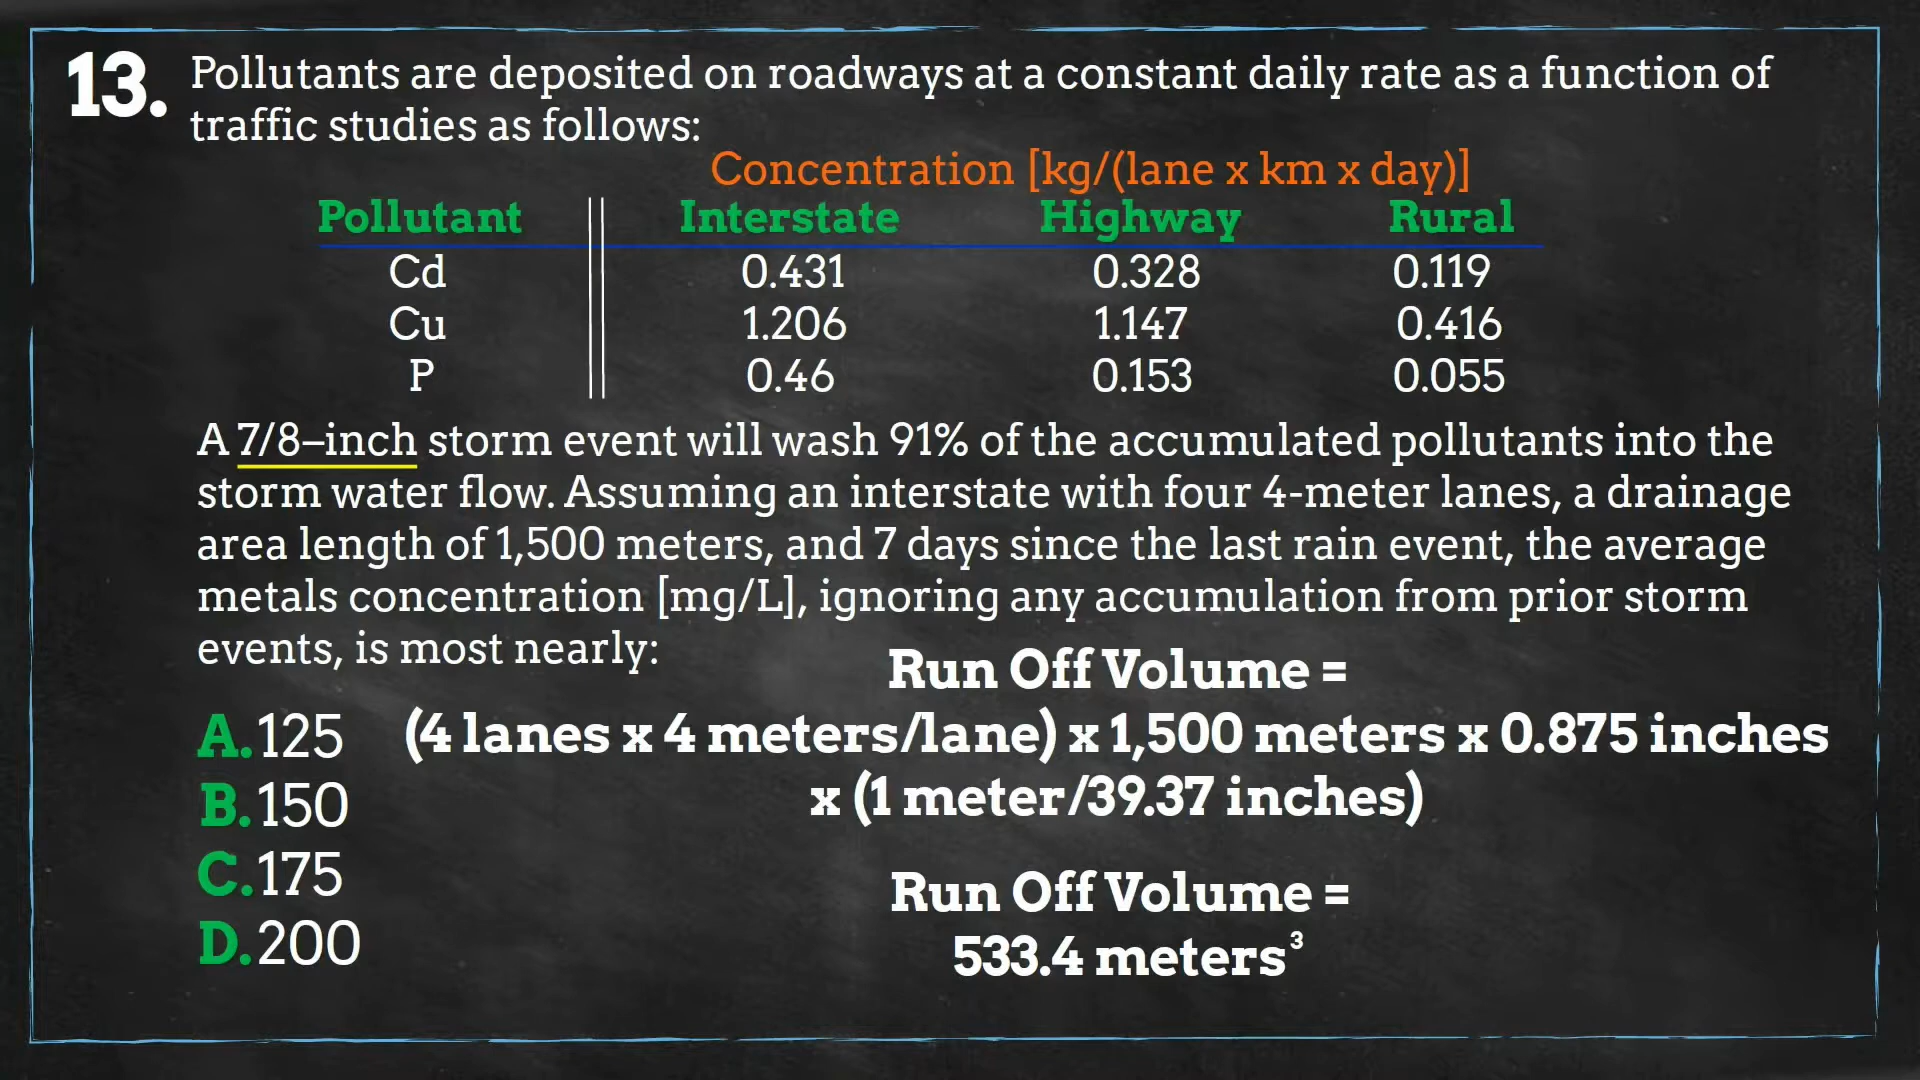 13. Pollutants are deposited on roadways at a constant daily rate as a function of
traffic studies as follows:
Concentration [kg/(lane x km x day)]
Pollutant Interstate Highway Rural
Cd 0.431 0.328 0.119
Cu 1.206 1.147 0.416
P 0.46 0.153 0.055
A 7/8–inch storm event will wash 91% of the accumulated pollutants into the
storm water flow. Assuming an interstate with four 4-meter lanes, a drainage
area length of 1,500 meters, and 7 days since the last rain event, the average
metals concentration [mg/L], ignoring any accumulation from prior storm
events, is most nearly:
A. 125
B. 150
C. 175
D. 200
Run Off Volume =
(4 lanes x 4 meters/lane) x 1,500 meters x 0.875 inches
x (1 meter/39.37 inches)
Run Off Volume =
533.4 meters³